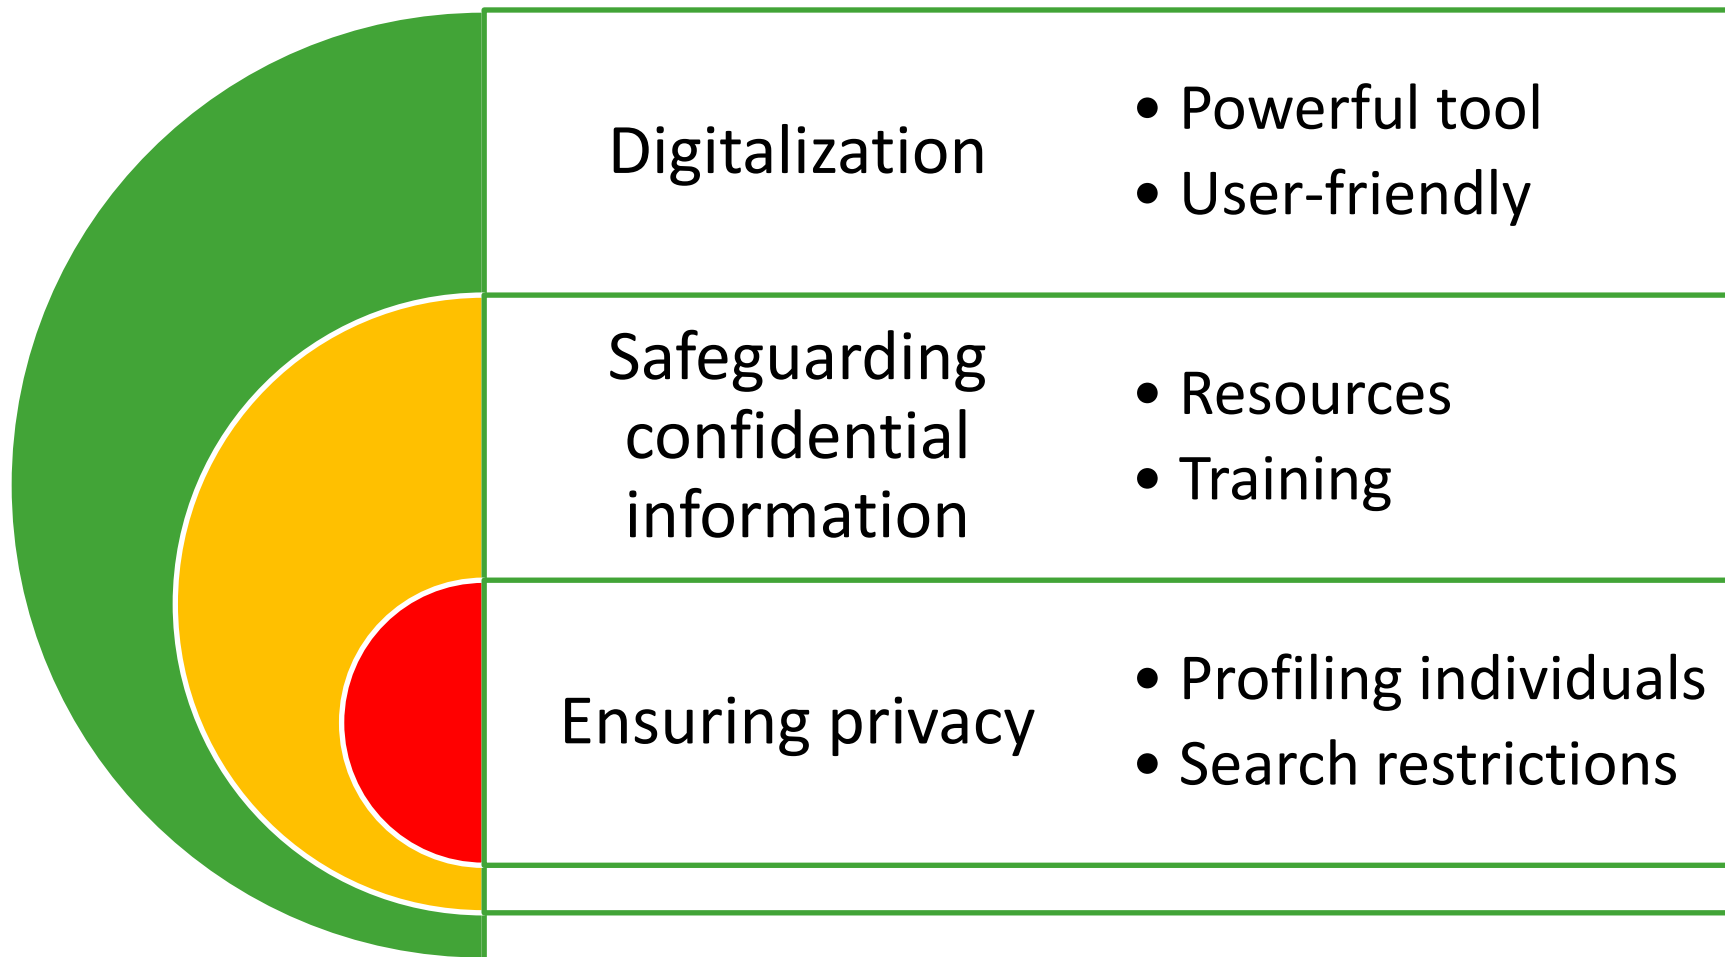 Digitalization
• Powerful tool
• User-friendly
Safeguarding
confidential
information
• Resources
• Training
Ensuring privacy
• Profiling individuals
• Search restrictions